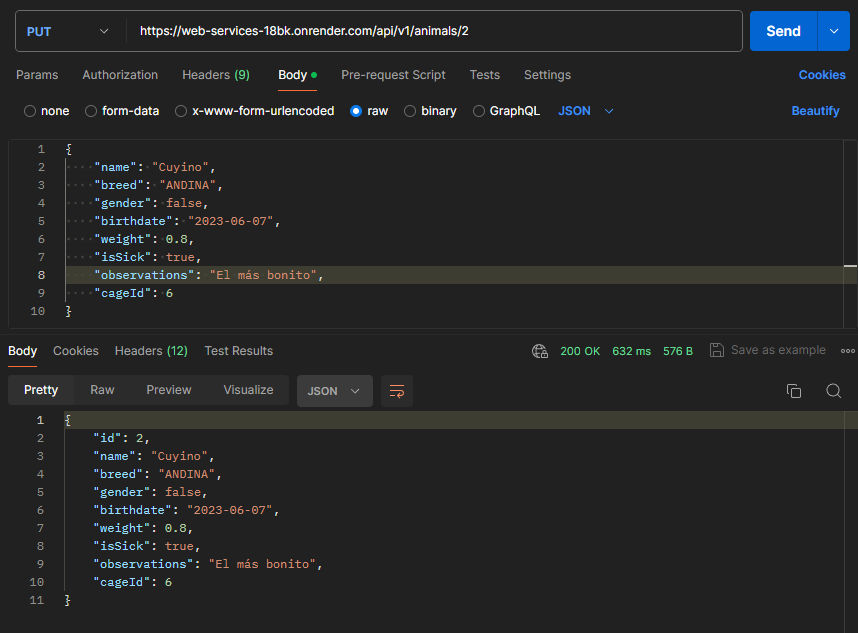 PUT https://web-services-18bk.onrender.com/api/v1/animals/2 Send
Params Authorization Headers (9) Body Pre-request Script Tests Settings Cookies
none form-data x-www-form-urlencoded raw binary GraphQL JSON Beautify
1 {
2 "name": "Cuyino",
3 "breed": "ANDINA",
4 "gender": false,
5 "birthdate": "2023-06-07",
6 "weight": 0.8,
7 "isSick": true,
8 "observations": "El más bonito",
9 "cageId": 6
10 }
Body Cookies Headers (12) Test Results 200 OK 632 ms 576 B Save as example
Pretty Raw Preview Visualize JSON
1 {
2 "id": 2,
3 "name": "Cuyino",
4 "breed": "ANDINA",
5 "gender": false,
6 "birthdate": "2023-06-07",
7 "weight": 0.8,
8 "isSick": true,
9 "observations": "El más bonito",
10 "cageId": 6
11 }